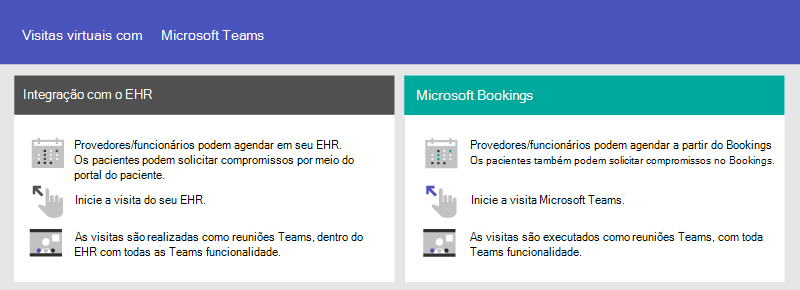 Visitas virtuais com Microsoft Teams
Integração com o EHR
Provedores/funcionários podem agendar em seu EHR.
Os pacientes podem solicitar compromissos por meio do
portal do paciente.
Inicie a visita do seu EHR.
As visitas são realizadas como reuniões Teams, dentro do
EHR com todas as Teams funcionalidade.
Microsoft Bookings
Provedores/funcionários podem agendar a partir do Bookings
Os pacientes também podem solicitar compromissos no Bookings.
Inicie a visita Microsoft Teams.
As visitas são executados como reuniões Teams, com toda
Teams funcionalidade.